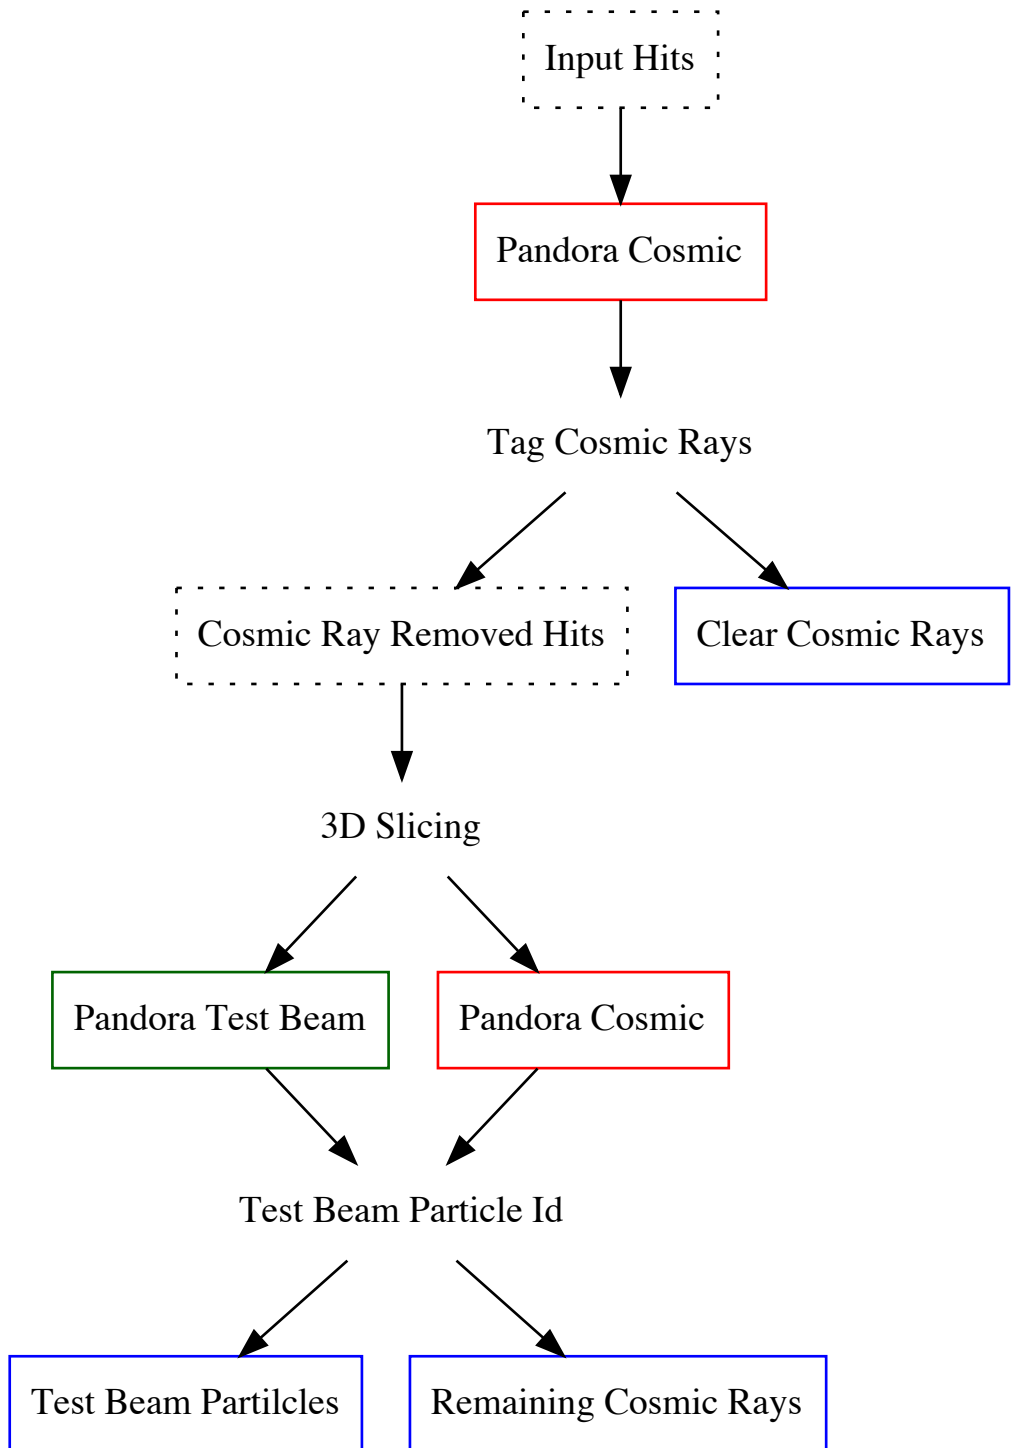 Input Hits
Pandora Cosmic
Tag Cosmic Rays
Cosmic Ray Removed Hits
Clear Cosmic Rays
3D Slicing
Pandora Test Beam
Pandora Cosmic
Test Beam Particle Id
Test Beam Partilcles
Remaining Cosmic Rays